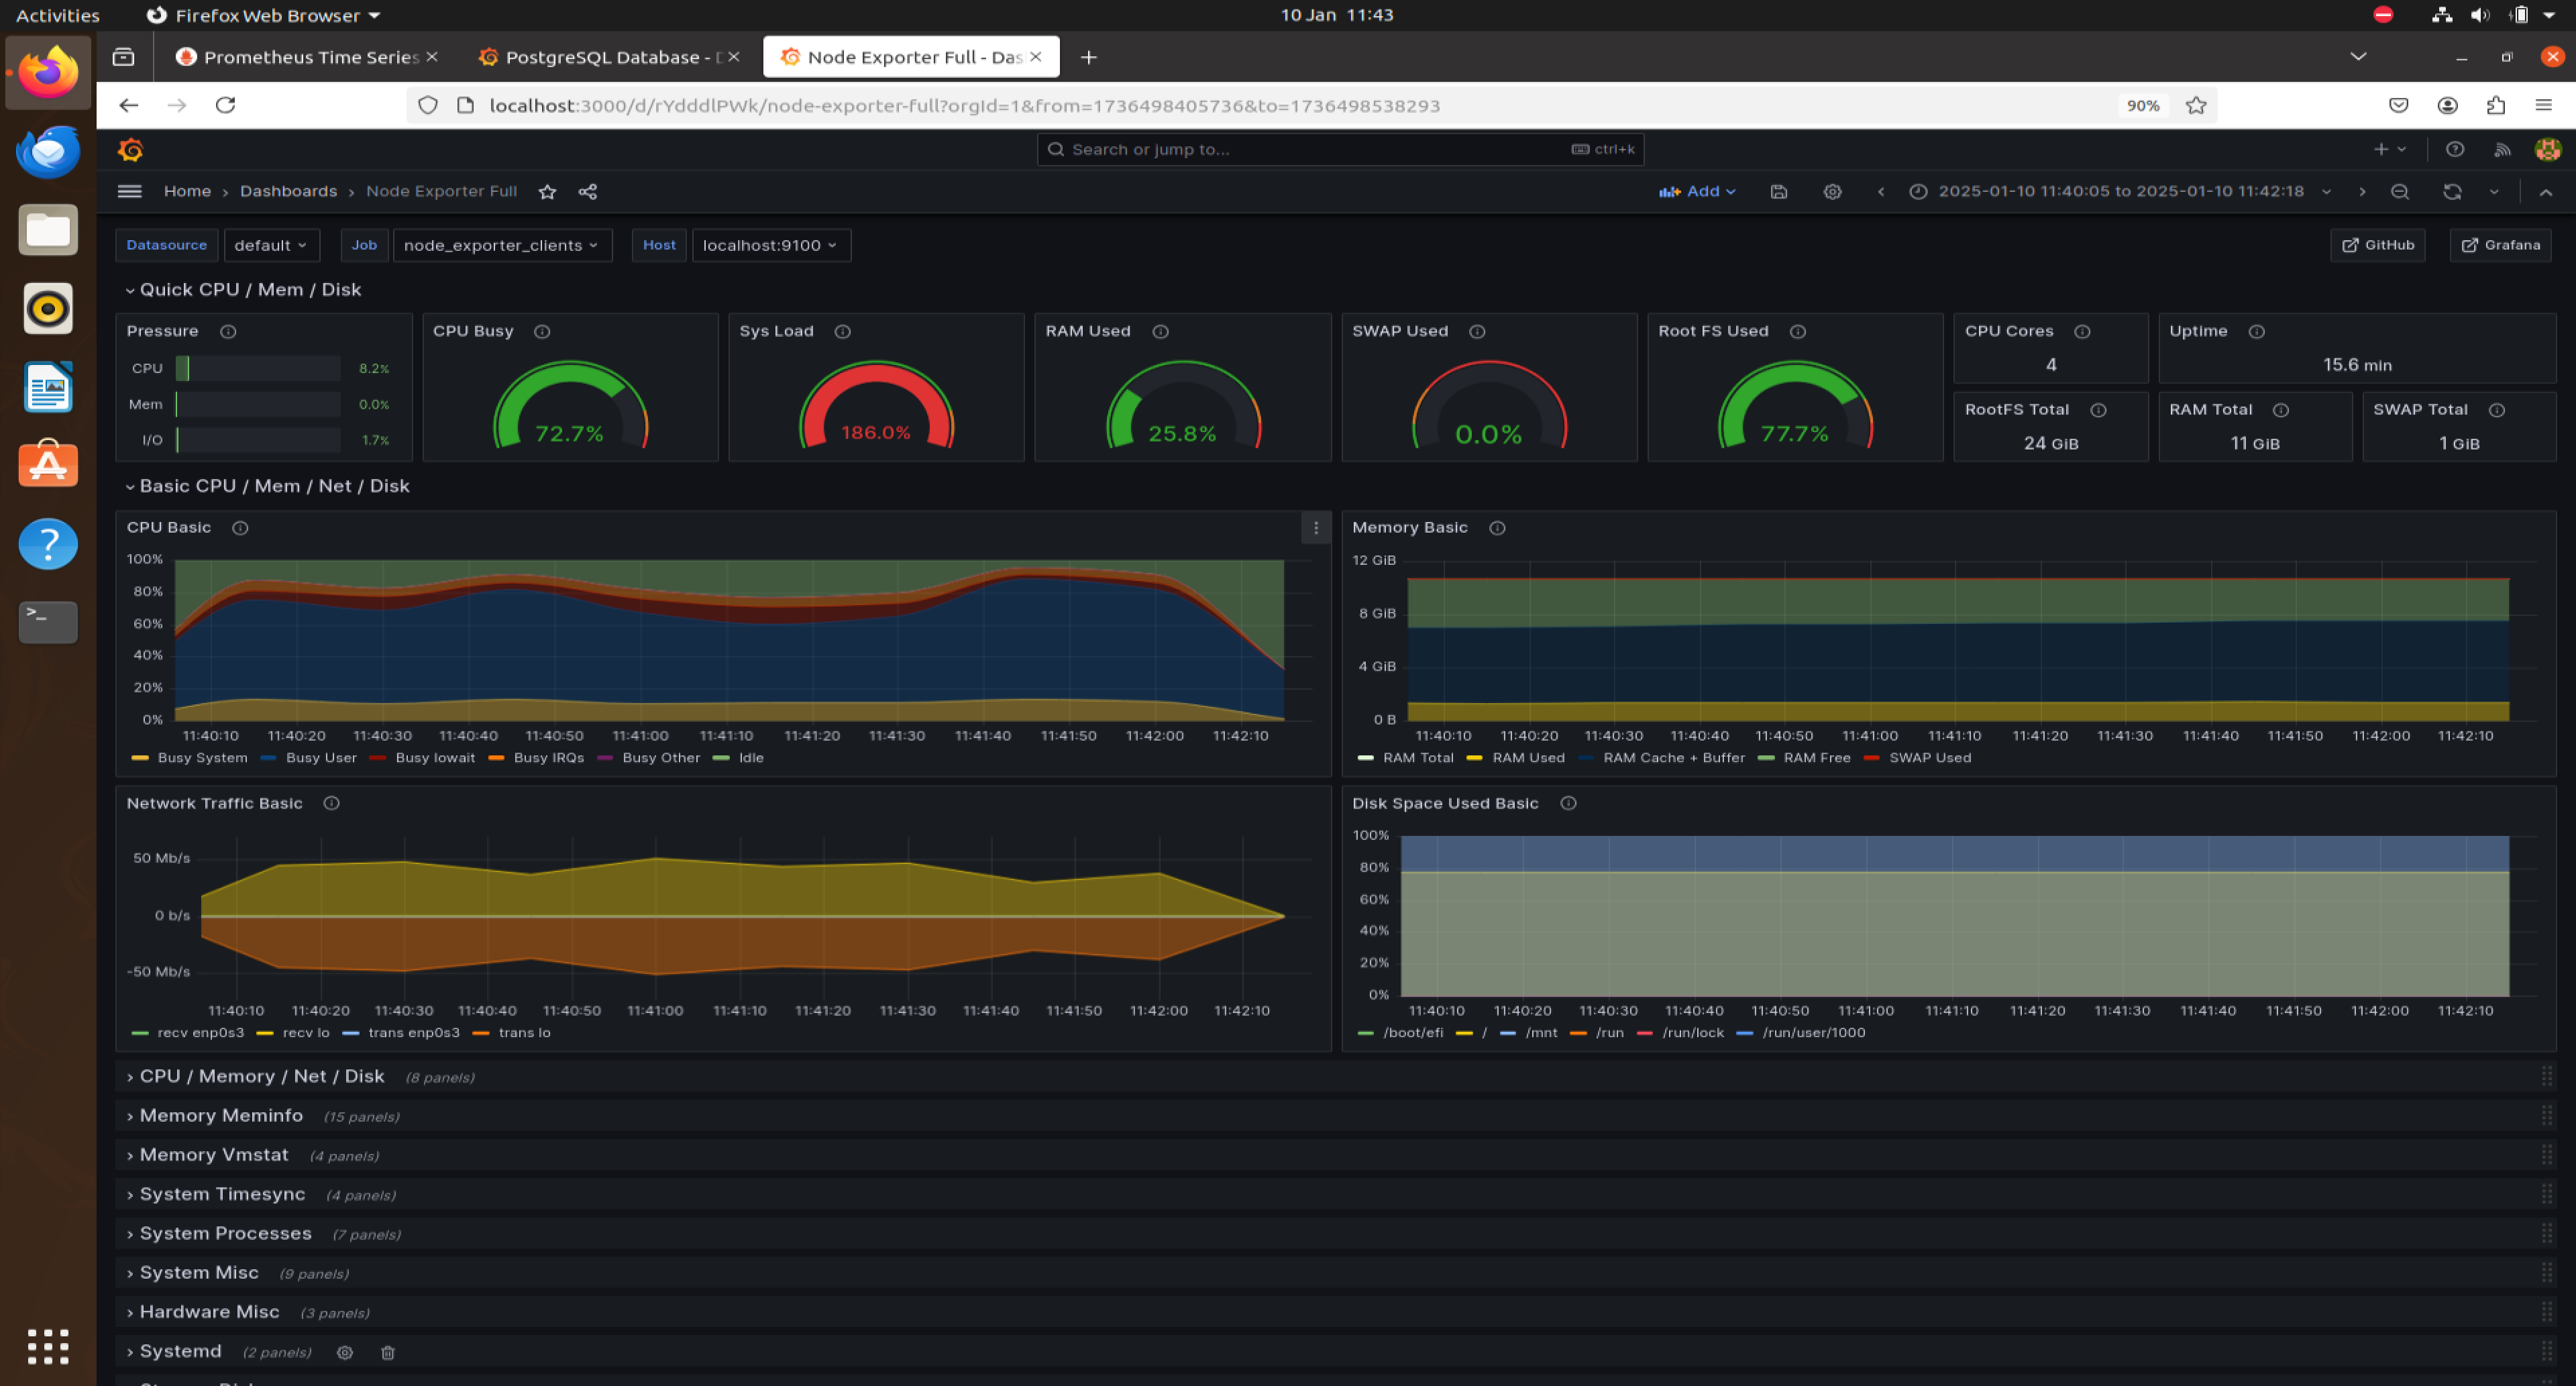 Activities Firefox Web Browser 10 Jan 11:43
Prometheus Time Series PostgreSQL Database - Node Exporter Full - Das
localhost:3000/d/rYdddlPWk/node-exporter-full?orgId=1&from=1736498405736&to=1736498538293 90%
Search or jump to... ctrl+k
Home › Dashboards › Node Exporter Full Add 2025-01-10 11:40:05 to 2025-01-10 11:42:18
Datasource default Job node_exporter_clients Host localhost:9100 GitHub Grafana
Quick CPU / Mem / Disk
Pressure
CPU 8.2%
Mem 0.0%
I/O 1.7%
CPU Busy
72.7%
Sys Load
186.0%
RAM Used
25.8%
SWAP Used
0.0%
Root FS Used
77.7%
CPU Cores
4
Uptime
15.6 min
RootFS Total
24 GiB
RAM Total
11 GiB
SWAP Total
1 GiB
Basic CPU / Mem / Net / Disk
CPU Basic
100%
80%
60%
40%
20%
0%
11:40:10 11:40:20 11:40:30 11:40:40 11:40:50 11:41:00 11:41:10 11:41:20 11:41:30 11:41:40 11:41:50 11:42:00 11:42:10
Busy System Busy User Busy Iowait Busy IRQs Busy Other Idle
Memory Basic
12 GiB
8 GiB
4 GiB
0 B
11:40:10 11:40:20 11:40:30 11:40:40 11:40:50 11:41:00 11:41:10 11:41:20 11:41:30 11:41:40 11:41:50 11:42:00 11:42:10
RAM Total RAM Used RAM Cache + Buffer RAM Free SWAP Used
Network Traffic Basic
50 Mb/s
0 b/s
-50 Mb/s
11:40:10 11:40:20 11:40:30 11:40:40 11:40:50 11:41:00 11:41:10 11:41:20 11:41:30 11:41:40 11:41:50 11:42:00 11:42:10
recv enp0s3 recv lo trans enp0s3 trans lo
Disk Space Used Basic
100%
80%
60%
40%
20%
0%
11:40:10 11:40:20 11:40:30 11:40:40 11:40:50 11:41:00 11:41:10 11:41:20 11:41:30 11:41:40 11:41:50 11:42:00 11:42:10
/boot/efi / /mnt /run /run/lock /run/user/1000
CPU / Memory / Net / Disk (8 panels)
Memory Meminfo (15 panels)
Memory Vmstat (4 panels)
System Timesync (4 panels)
System Processes (7 panels)
System Misc (9 panels)
Hardware Misc (3 panels)
Systemd (2 panels)